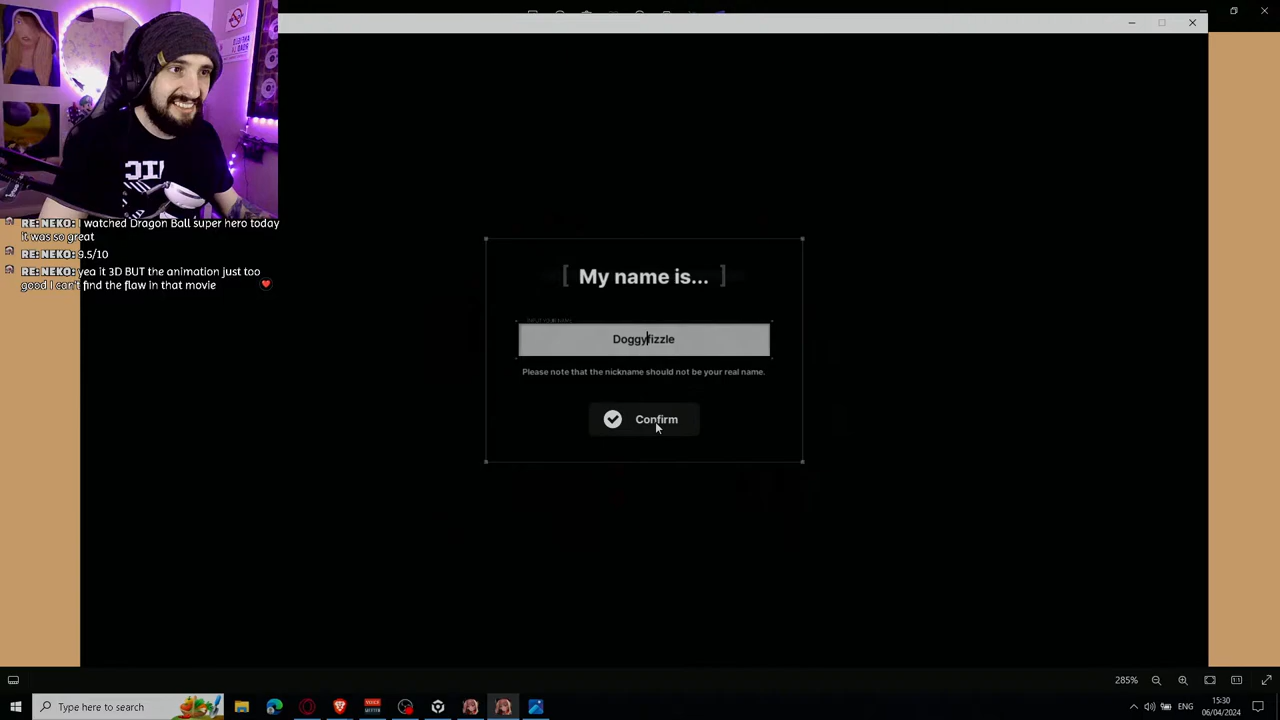 RE: NEKO: I watched Dragon Ball super hero today
it was so great
RE: NEKO: 9.5/10
RE: NEKO: yea it 3D BUT the animation just too
good I can't find the flaw in that movie
[ My name is... ]
Doggyfizzle
Please note that the nickname should not be your real name.
Confirm
285%
Type here to search
VOICE
MEETER
ENG
15:30
06/04/2024